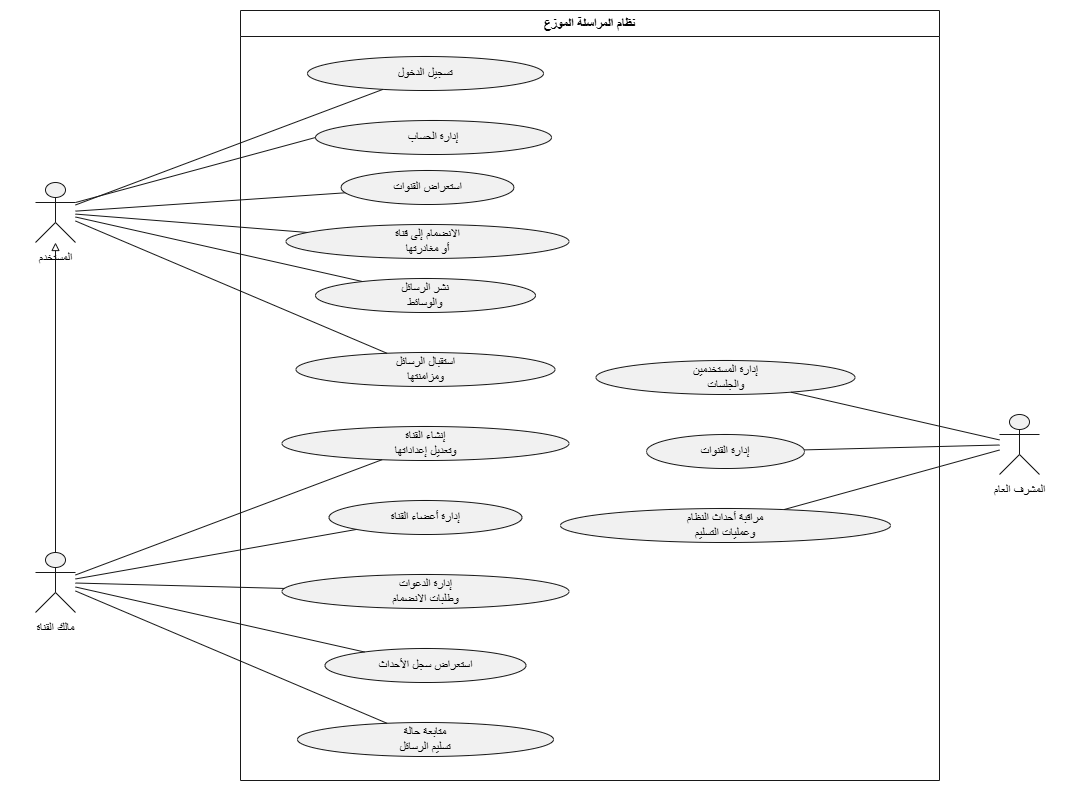 نظام المراسلة الموزع
تسجيل الدخول
إدارة الحساب
استعراض القنوات
الانضمام إلى قناة
أو مغادرتها
نشر الرسائل
والوسائط
استقبال الرسائل
ومزامنتها
إنشاء القناة
وتعديل إعداداتها
إدارة أعضاء القناة
إدارة الدعوات
وطلبات الانضمام
استعراض سجل الأحداث
متابعة حالة
تسليم الرسائل
إدارة المستخدمين
والجلسات
إدارة القنوات
مراقبة أحداث النظام
وعمليات التسليم
المستخدم
مالك القناة
المشرف العام